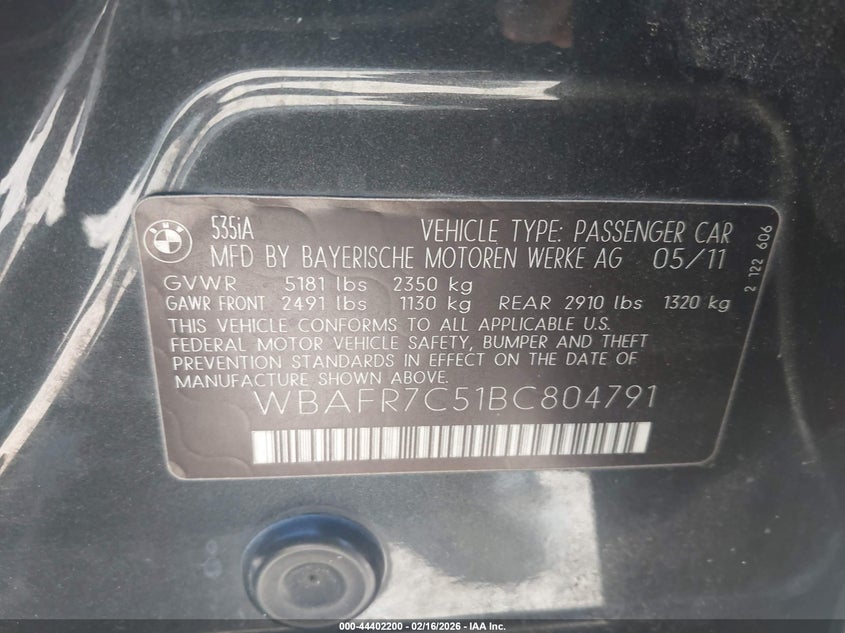 535iA VEHICLE TYPE: PASSENGER CAR
MFD BY BAYERISCHE MOTOREN WERKE AG 05/11
GVWR 5181 lbs 2350 kg
GAWR FRONT 2491 lbs 1130 kg REAR 2910 lbs 1320 kg
THIS VEHICLE CONFORMS TO ALL APPLICABLE U.S.
FEDERAL MOTOR VEHICLE SAFETY, BUMPER AND THEFT
PREVENTION STANDARDS IN EFFECT ON THE DATE OF
MANUFACTURE SHOWN ABOVE.
WBAFR7C51BC804791
2 122 606
000-44402200 - 02/16/2026 - IAA Inc.